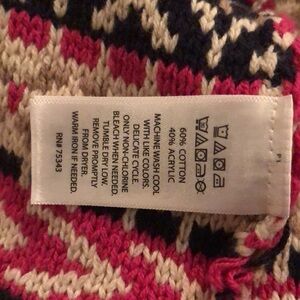 60% COTTON
40% ACRYLIC
MACHINE WASH COOL
WITH LIKE COLORS.
DELICATE CYCLE.
ONLY NON-CHLORINE
BLEACH WHEN NEEDED.
TUMBLE DRY LOW.
REMOVE PROMPTLY
FROM DRYER.
WARM IRON IF NEEDED.
RN# 75343